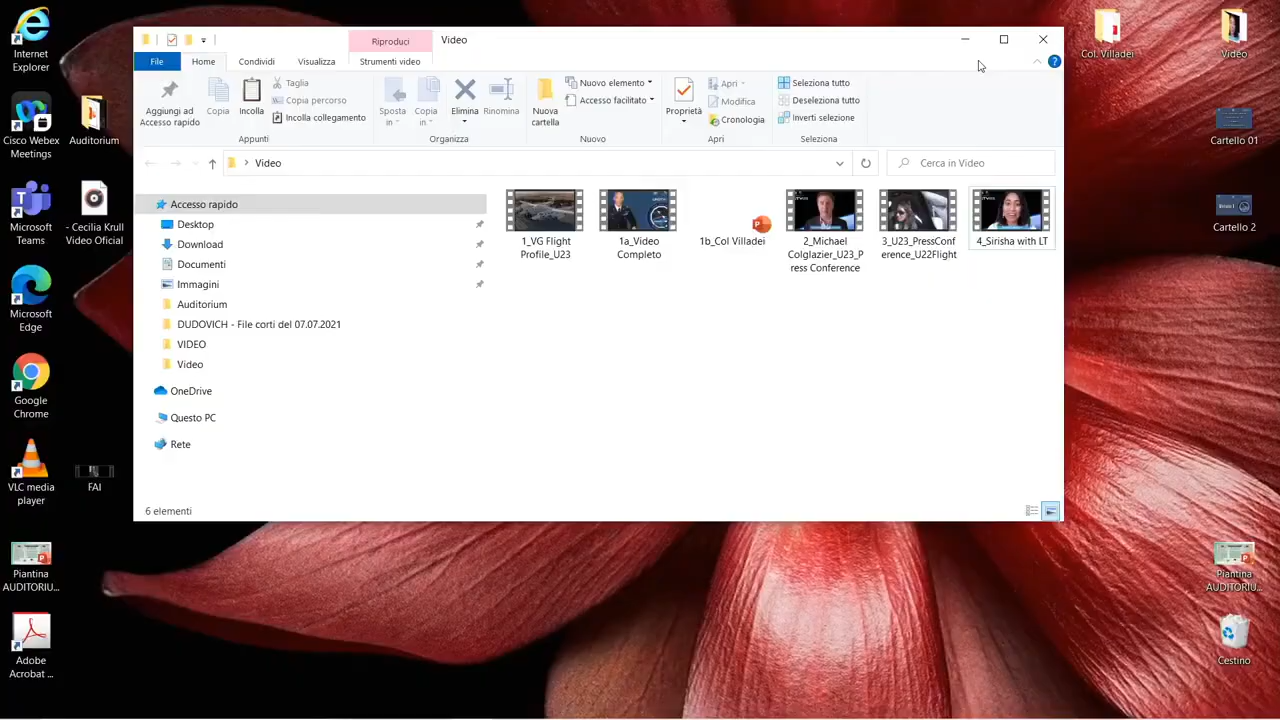 Riproduci
Video
File
Home
Condividi
Visualizza
Strumenti video
Aggiungi ad
Accesso rapido
Copia
Incolla
Taglia
Copia percorso
Incolla collegamento
Appunti
Sposta
in
Copia
in
Elimina
Rinomina
Organizza
Nuova
cartella
Nuovo elemento
Accesso facilitato
Nuovo
Proprietà
Apri
Modifica
Cronologia
Apri
Seleziona tutto
Deseleziona tutto
Inverti selezione
Seleziona
Video
Cerca in Video
Accesso rapido
Desktop
Download
Documenti
Immagini
Auditorium
DUDOVICH - File corti del 07.07.2021
VIDEO
Video
OneDrive
Questo PC
Rete
1_VG Flight
Profile_U23
1a_Video
Completo
1b_Col Villadei
2_Michael
Colglazier_U23_P
ress Conference
3_U23_PressConf
erence_U22Flight
4_Sirisha with LT
6 elementi
Internet
Explorer
Cisco Webex
Meetings
Auditorium
Microsoft
Teams
- Cecilia Krull
Video Oficial
Microsoft
Edge
Google
Chrome
VLC media
player
FAI
Piantina
AUDITORIU...
Adobe
Acrobat ...
Col. Villadei
Video
Cartello 01
Cartello 2
Piantina
AUDITORIU...
Cestino